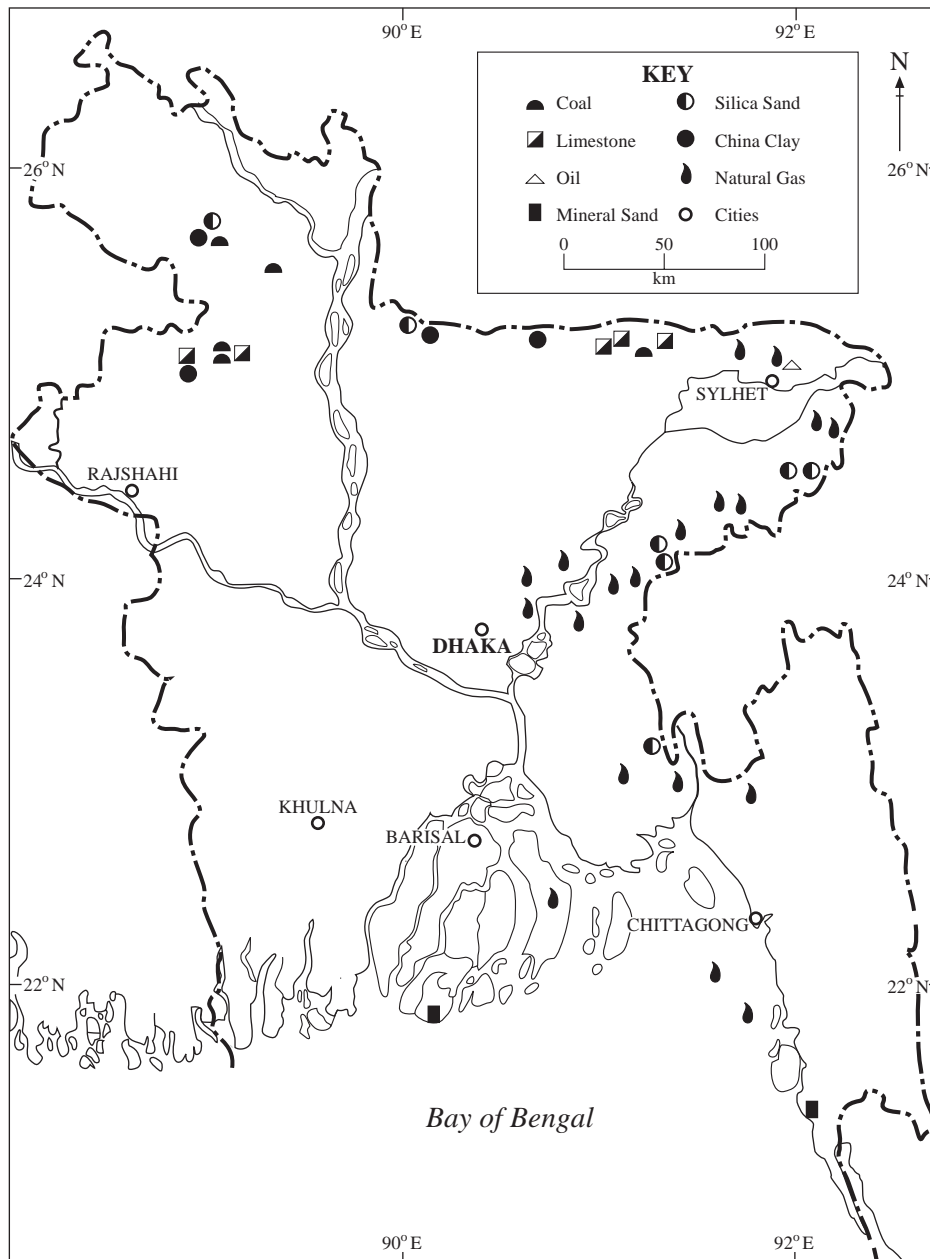 90° E
92° E
N
KEY
Coal
Silica Sand
Limestone
China Clay
Oil
Natural Gas
Mineral Sand
Cities
0 50 100
km
26° N
26° N
SYLHET
RAJSHAHI
24° N
24° N
DHAKA
KHULNA
BARISAL
CHITTAGONG
22° N
22° N
Bay of Bengal
90° E
92° E